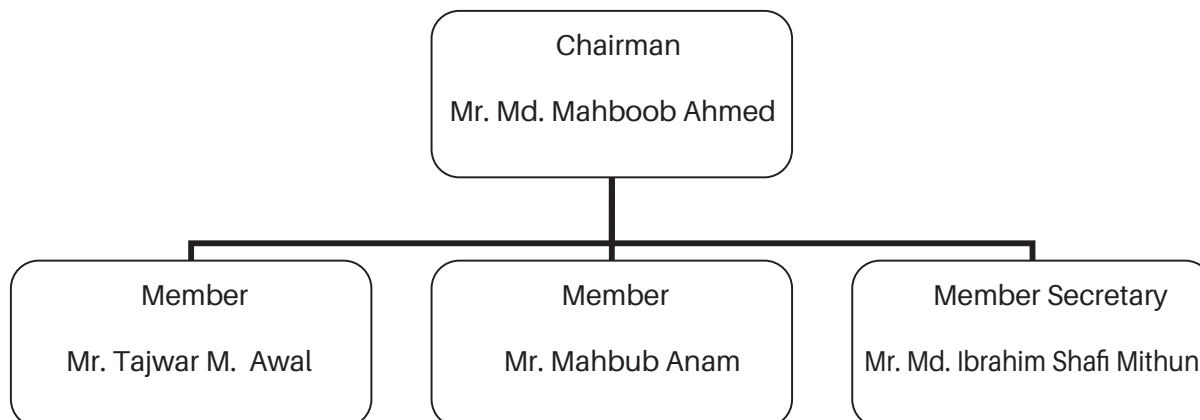 Chairman
Mr. Md. Mahboob Ahmed
Member
Mr. Tajwar M. Awal
Member
Mr. Mahbub Anam
Member Secretary
Mr. Md. Ibrahim Shafi Mithun